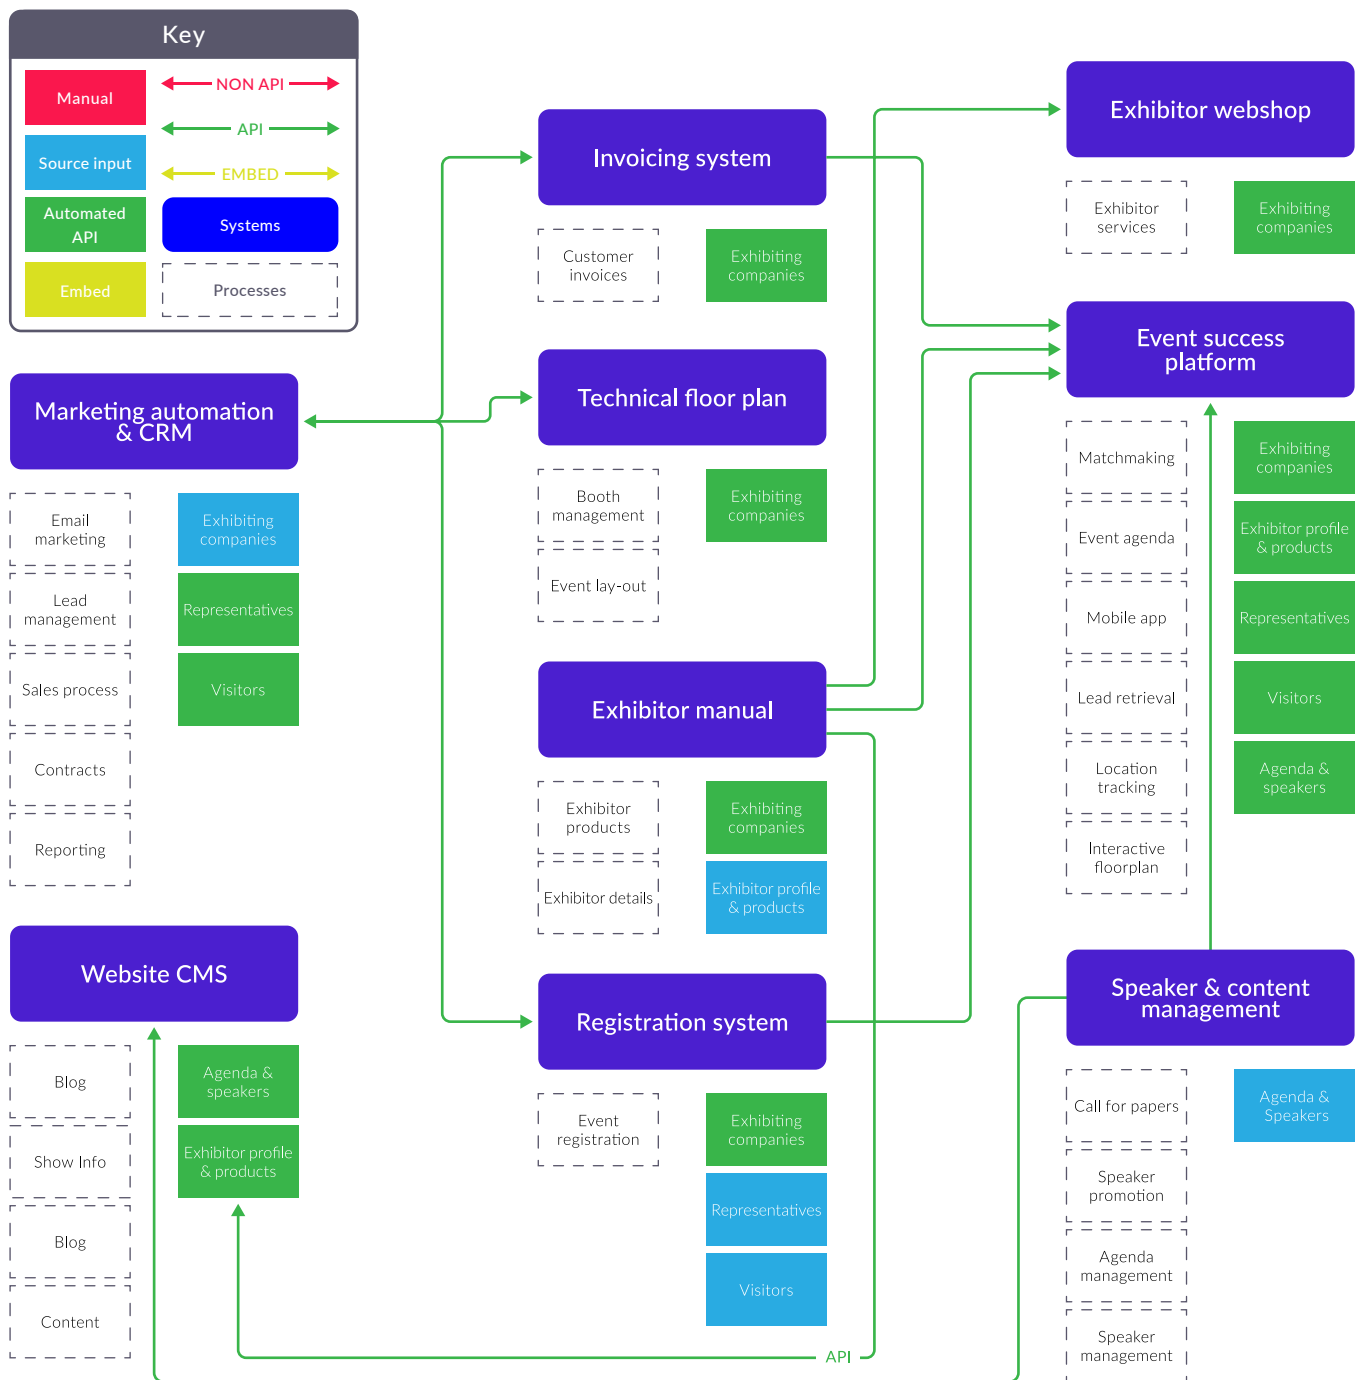 Key
Manual
NON API
API
Source input
EMBED
Automated
API
Systems
Embed
Processes
Marketing automation
& CRM
Email
marketing
Exhibiting
companies
Lead
management
Representatives
Sales process
Visitors
Contracts
Reporting
Website CMS
Blog
Agenda &
speakers
Show Info
Exhibitor profile
& products
Blog
Content
Invoicing system
Customer
invoices
Exhibiting
companies
Technical floor plan
Booth
management
Exhibiting
companies
Event lay-out
Exhibitor manual
Exhibitor
products
Exhibiting
companies
Exhibitor details
Exhibitor profile
& products
Registration system
Event
registration
Exhibiting
companies
Representatives
Visitors
API
Exhibitor webshop
Exhibitor
services
Exhibiting
companies
Event success
platform
Matchmaking
Exhibiting
companies
Event agenda
Exhibitor profile
& products
Mobile app
Representatives
Lead retrieval
Visitors
Location
tracking
Agenda &
speakers
Interactive
floorplan
Speaker & content
management
Call for papers
Agenda &
Speakers
Speaker
promotion
Agenda
management
Speaker
management